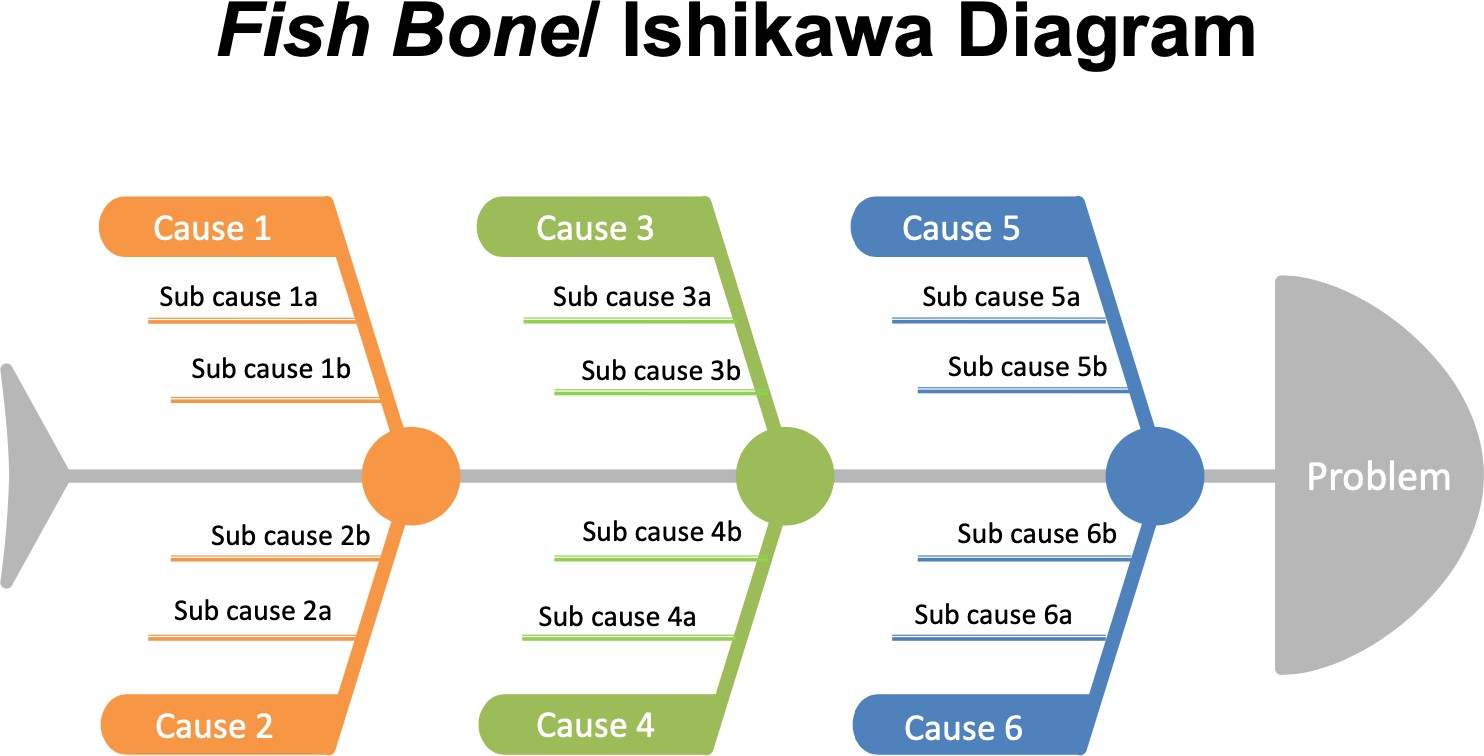 Fish Bone/ Ishikawa Diagram
Cause 1
Cause 3
Cause 5
Sub cause 1a
Sub cause 3a
Sub cause 5a
Sub cause 1b
Sub cause 3b
Sub cause 5b
Problem
Sub cause 2b
Sub cause 4b
Sub cause 6b
Sub cause 2a
Sub cause 4a
Sub cause 6a
Cause 2
Cause 4
Cause 6